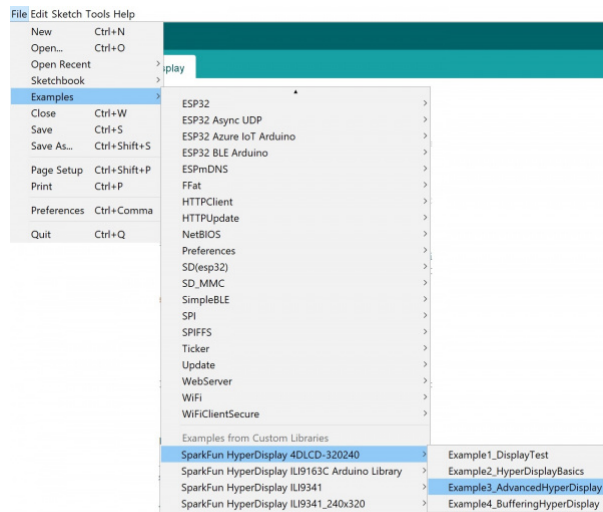 File Edit Sketch Tools Help
New Ctrl+N
Open... Ctrl+O
Open Recent
Sketchbook
Examples
Close Ctrl+W
Save Ctrl+S
Save As... Ctrl+Shift+S
Page Setup Ctrl+Shift+P
Print Ctrl+P
Preferences Ctrl+Comma
Quit Ctrl+Q
splay
ESP32
ESP32 Async UDP
ESP32 Azure IoT Arduino
ESP32 BLE Arduino
ESPmDNS
FFat
HTTPClient
HTTPUpdate
NetBIOS
Preferences
SD(esp32)
SD_MMC
SimpleBLE
SPI
SPIFFS
Ticker
Update
WebServer
WiFi
WiFiClientSecure
Examples from Custom Libraries
SparkFun HyperDisplay 4DLCD-320240
SparkFun HyperDisplay ILI9163C Arduino Library
SparkFun HyperDisplay ILI9341
SparkFun HyperDisplay ILI9341_240x320
Example1_DisplayTest
Example2_HyperDisplayBasics
Example3_AdvancedHyperDisplay
Example4_BufferingHyperDisplay